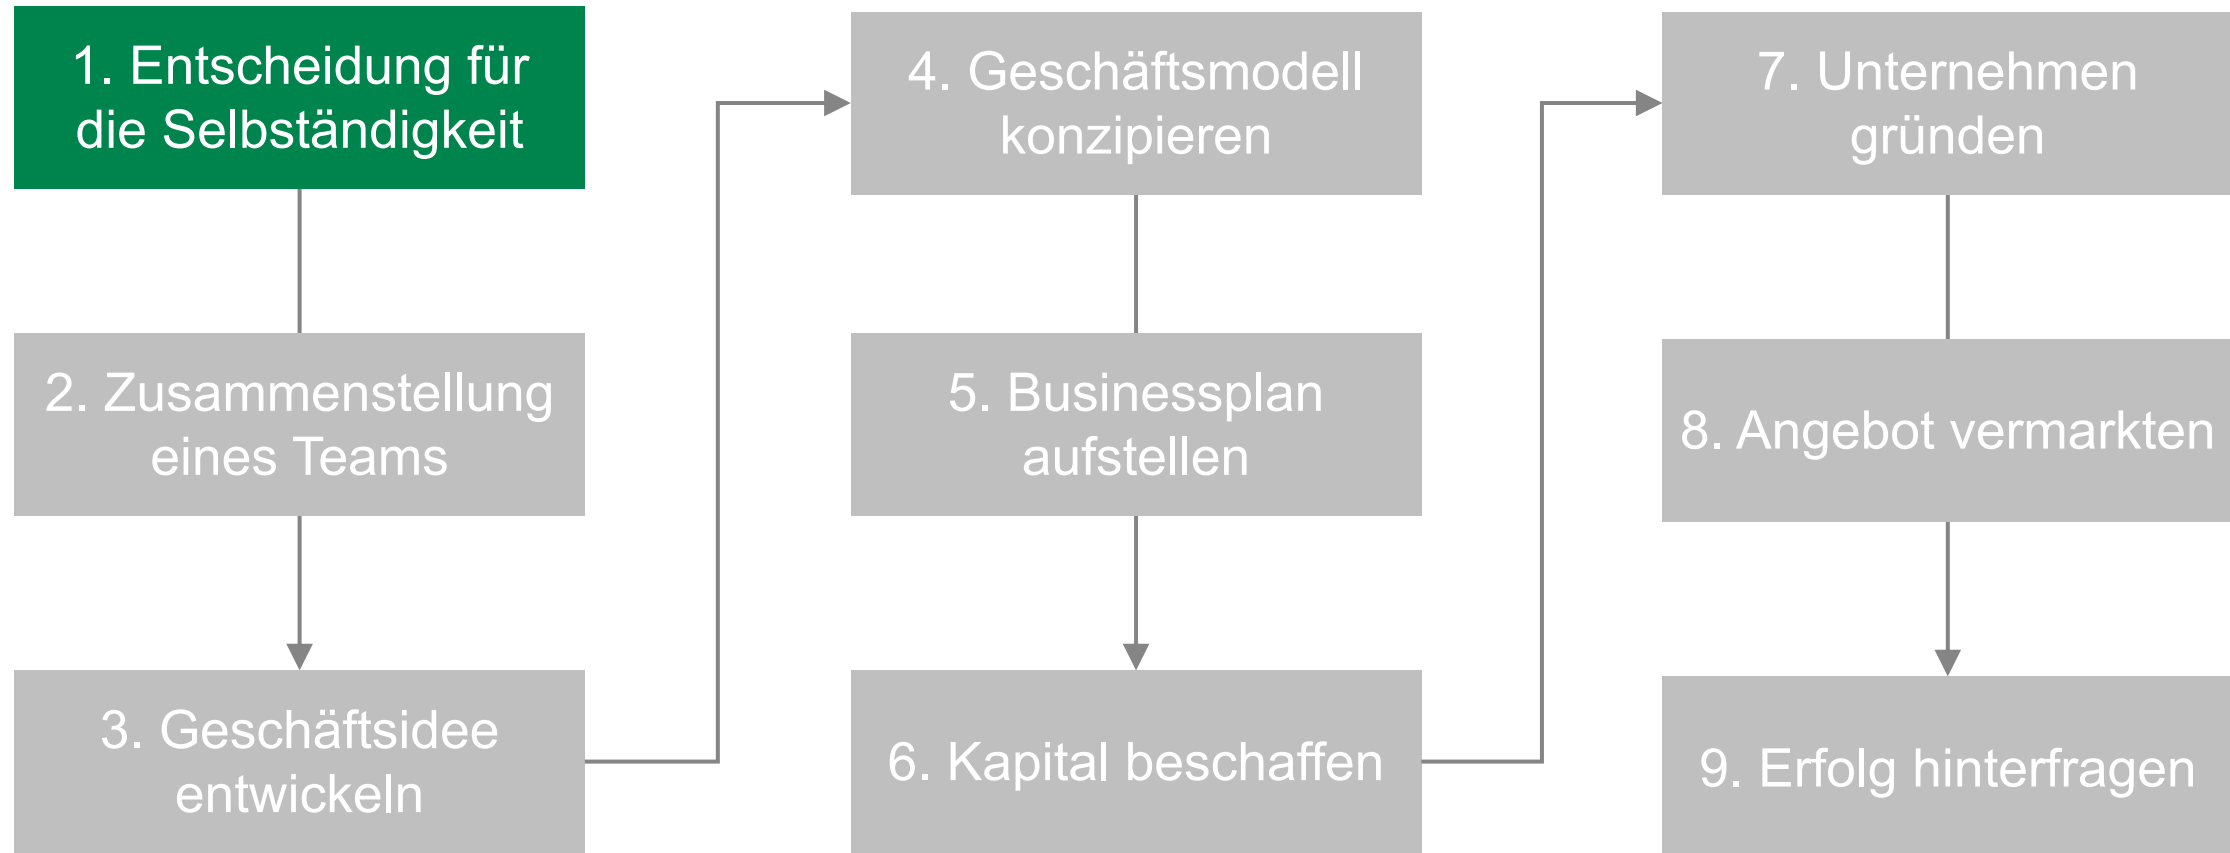 1. Entscheidung für
die Selbständigkeit
2. Zusammenstellung
eines Teams
3. Geschäftsidee
entwickeln
4. Geschäftsmodell
konzipieren
5. Businessplan
aufstellen
6. Kapital beschaffen
7. Unternehmen
gründen
8. Angebot vermarkten
9. Erfolg hinterfragen